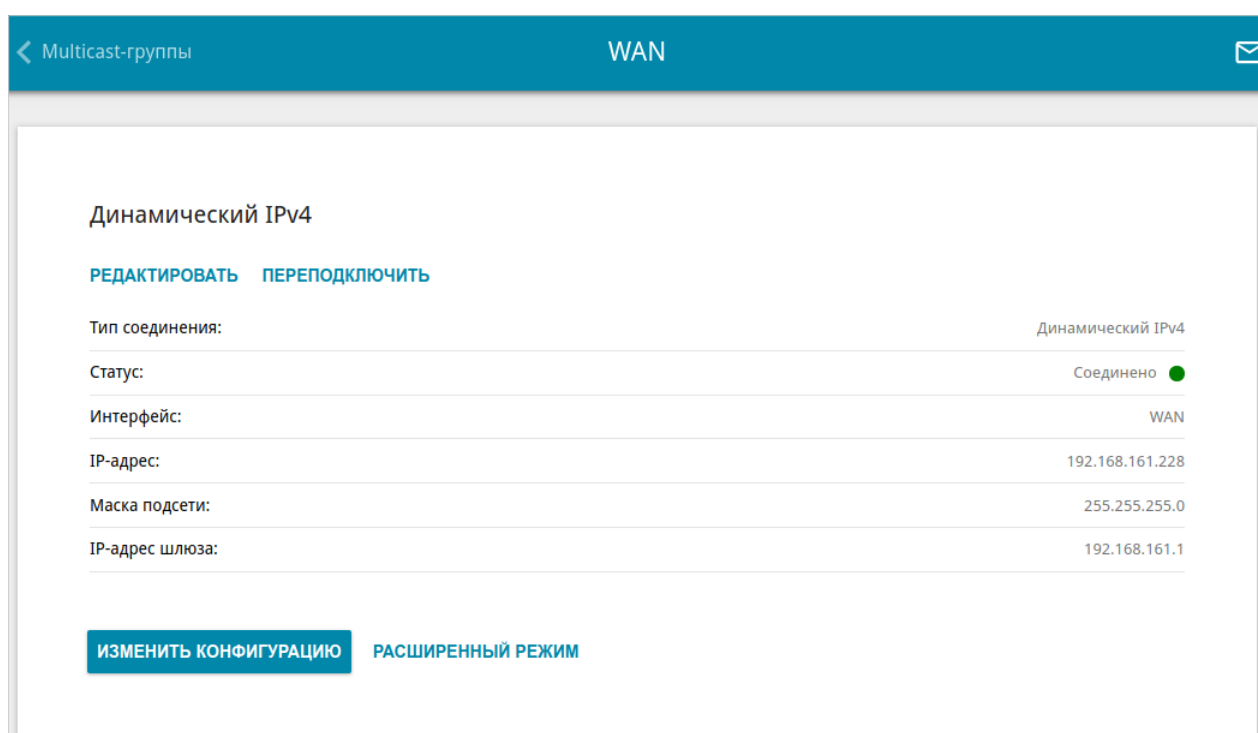 Multicast-группы
WAN
Динамический IPv4
РЕДАКТИРОВАТЬ ПЕРЕПОДКЛЮЧИТЬ
Тип соединения: Динамический IPv4
Статус: Соединено
Интерфейс: WAN
IP-адрес: 192.168.161.228
Маска подсети: 255.255.255.0
IP-адрес шлюза: 192.168.161.1
ИЗМЕНИТЬ КОНФИГУРАЦИЮ РАСШИРЕННЫЙ РЕЖИМ